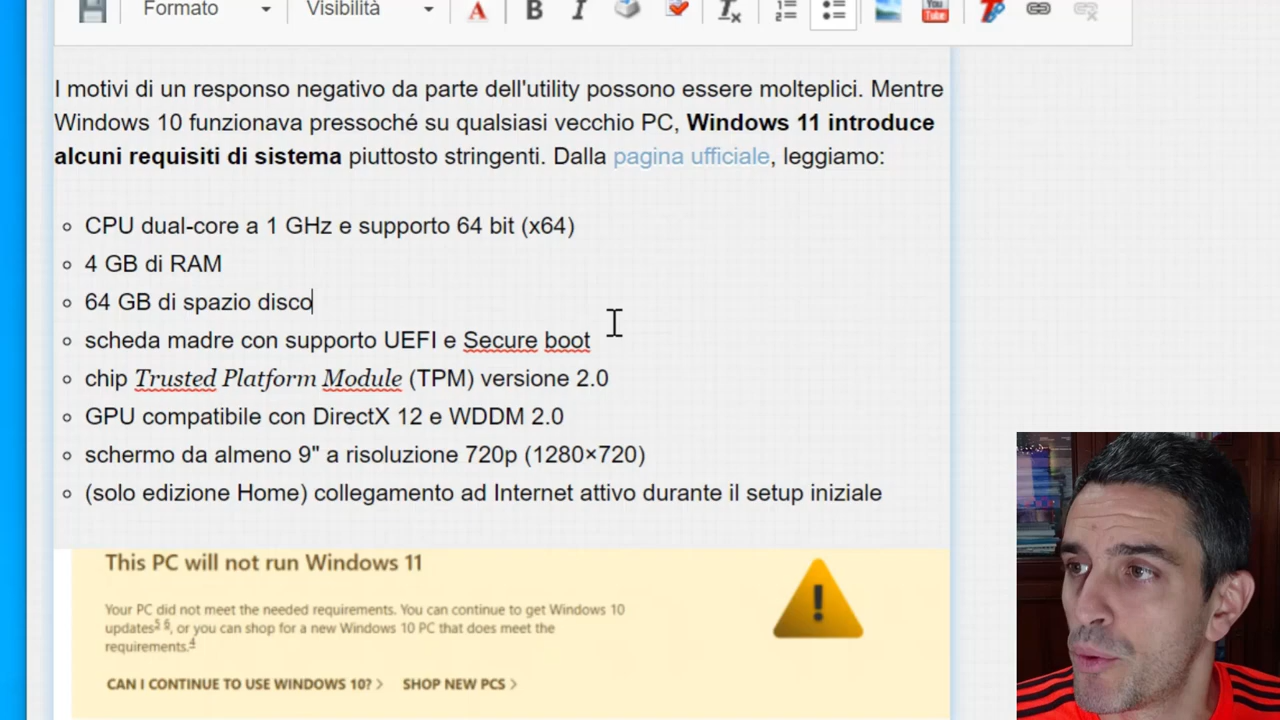 Formato
Visibilità
I motivi di un responso negativo da parte dell'utility possono essere molteplici. Mentre
Windows 10 funzionava pressoché su qualsiasi vecchio PC, Windows 11 introduce
alcuni requisiti di sistema piuttosto stringenti. Dalla pagina ufficiale, leggiamo:
CPU dual-core a 1 GHz e supporto 64 bit (x64)
4 GB di RAM
64 GB di spazio disco
scheda madre con supporto UEFI e Secure boot
chip Trusted Platform Module (TPM) versione 2.0
GPU compatibile con DirectX 12 e WDDM 2.0
schermo da almeno 9" a risoluzione 720p (1280×720)
(solo edizione Home) collegamento ad Internet attivo durante il setup iniziale
This PC will not run Windows 11
Your PC did not meet the needed requirements. You can continue to get Windows 10
updates5 6, or you can shop for a new Windows 10 PC that does meet the
requirements.4
CAN I CONTINUE TO USE WINDOWS 10? > SHOP NEW PCS >